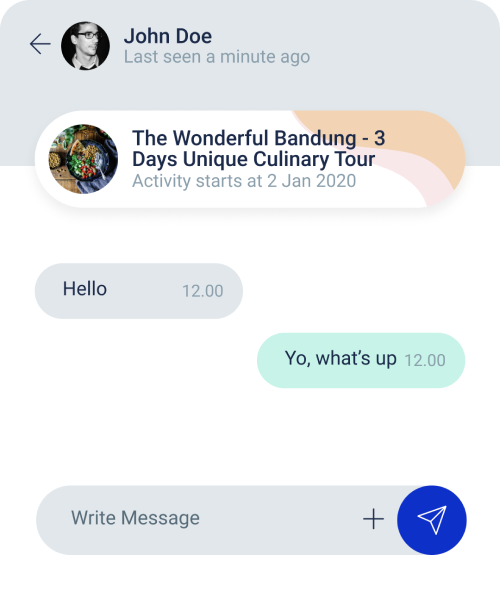 John Doe
Last seen a minute ago
The Wonderful Bandung - 3
Days Unique Culinary Tour
Activity starts at 2 Jan 2020
Hello 12.00
Yo, what’s up 12.00
Write Message